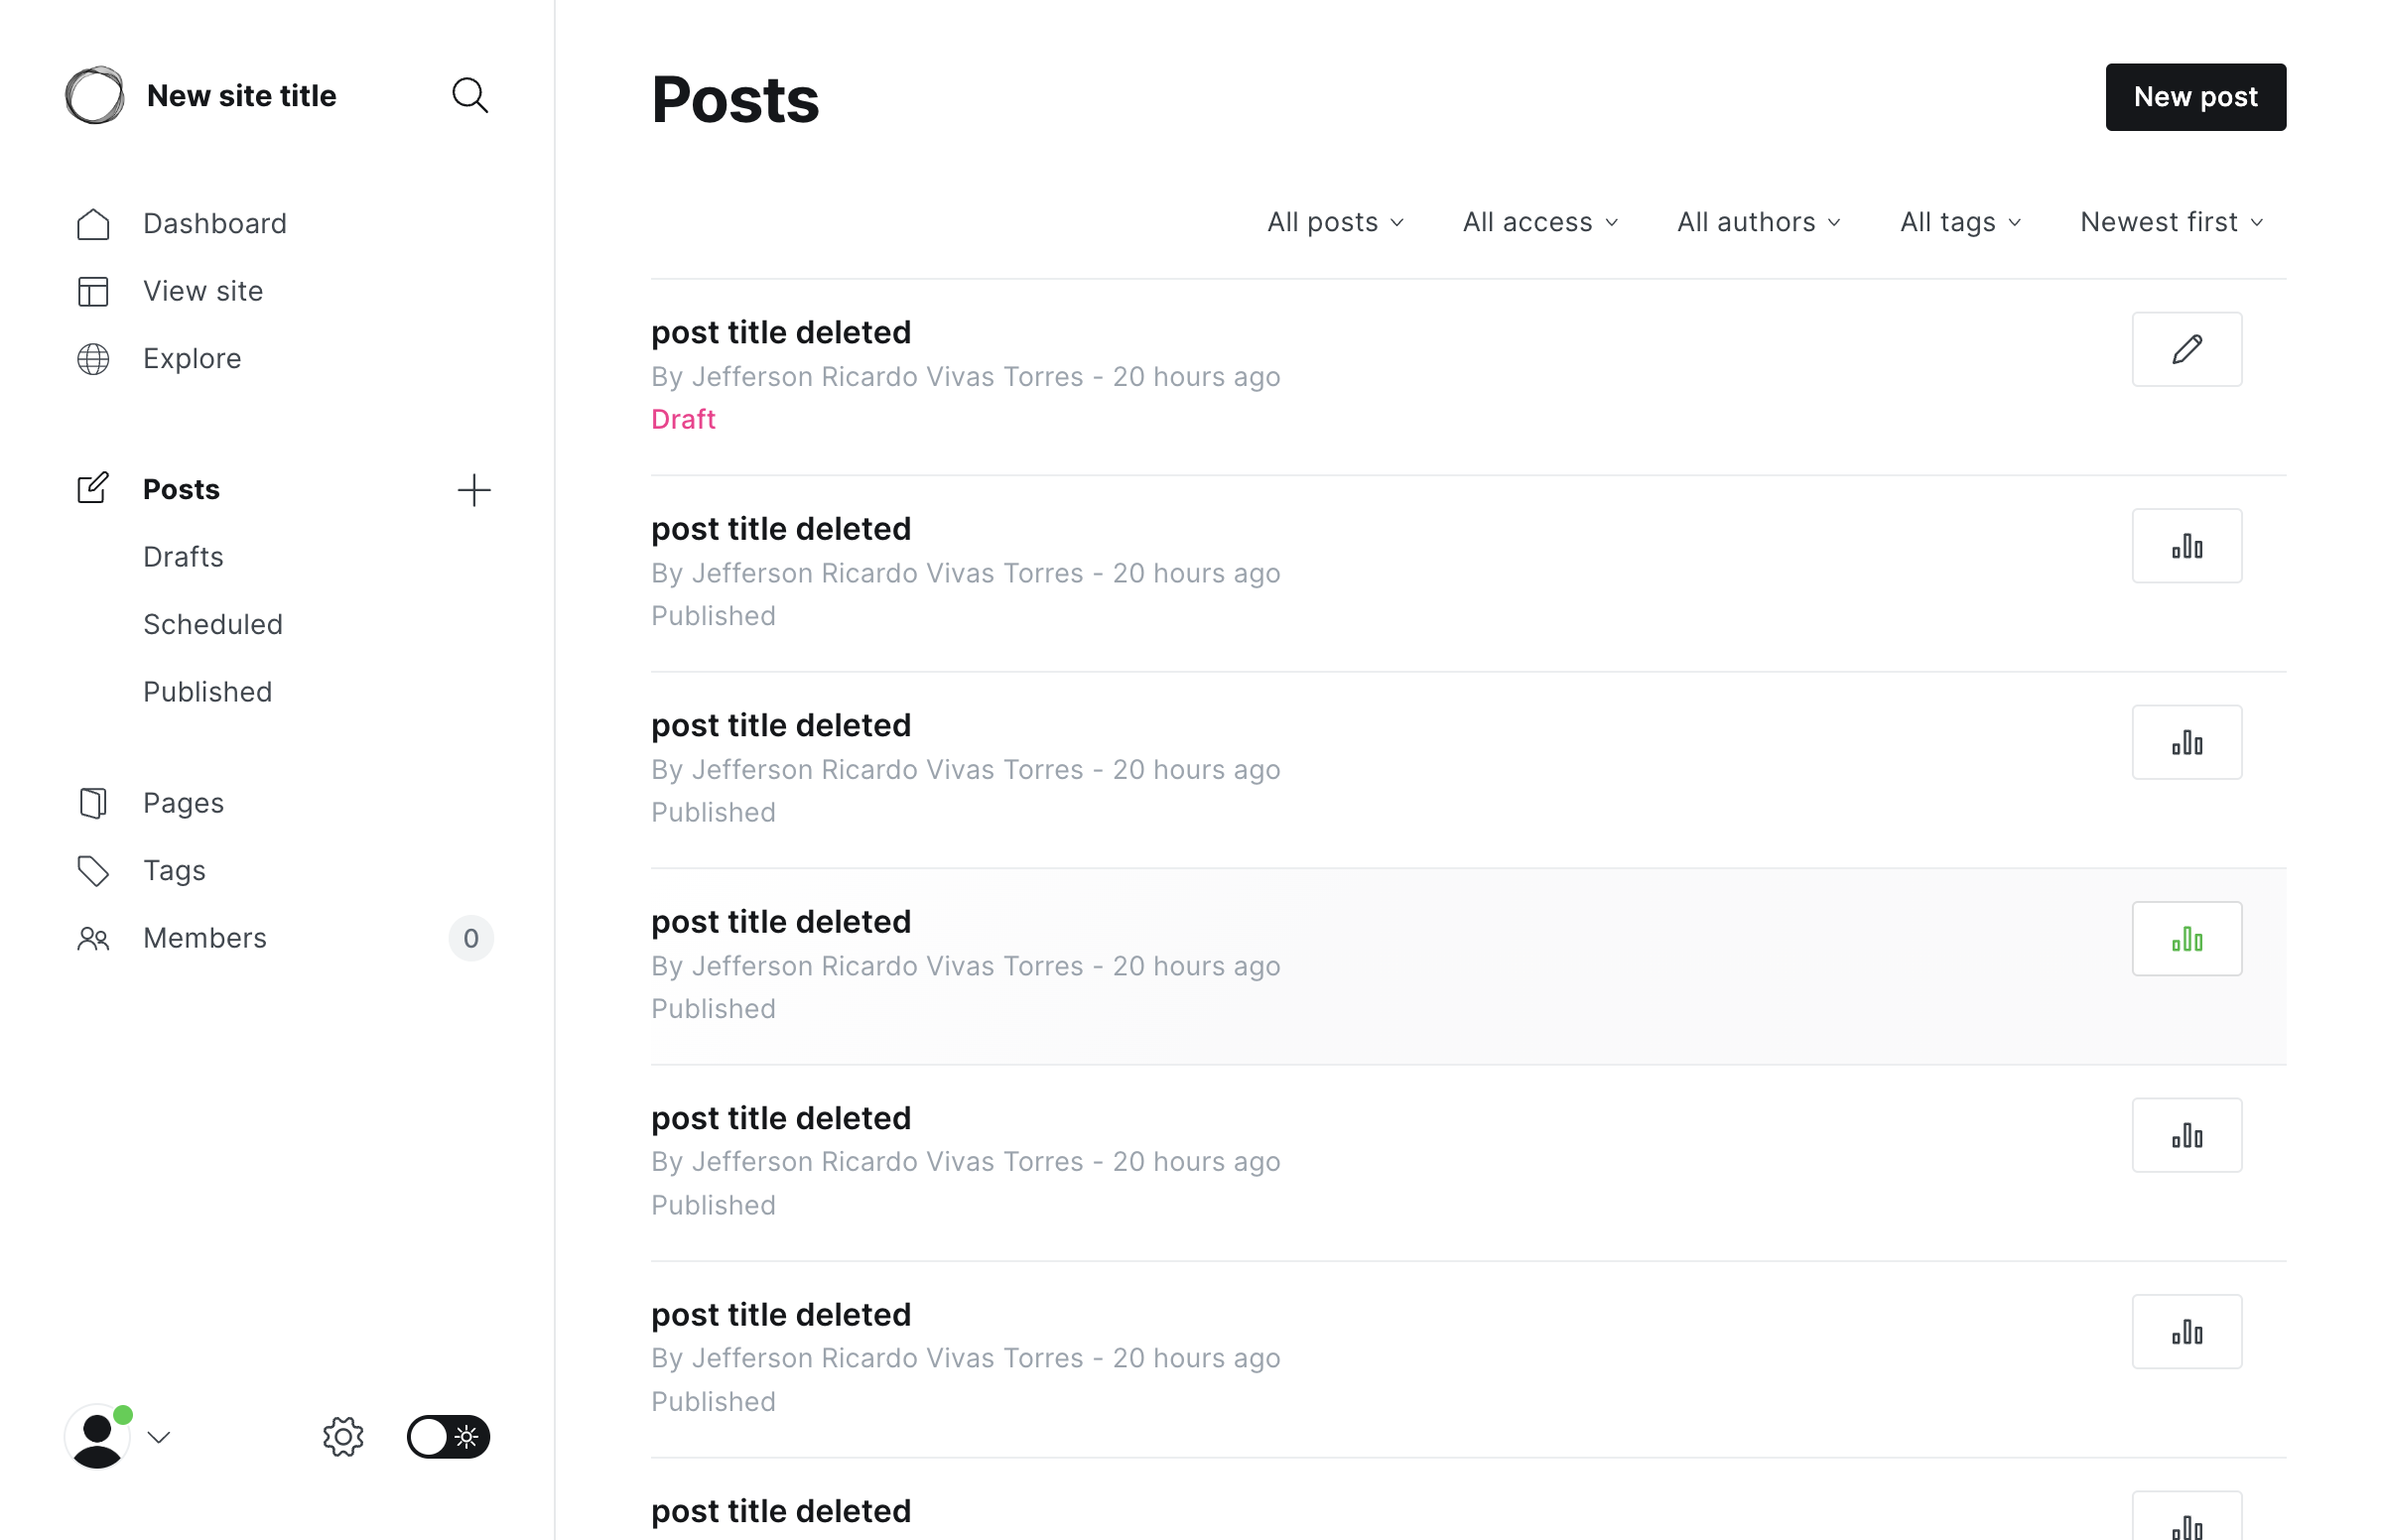 New site title
Dashboard
View site
Explore
Posts
Drafts
Scheduled
Published
Pages
Tags
Members 0
Posts
New post
All posts All access All authors All tags Newest first
post title deleted
By Jefferson Ricardo Vivas Torres - 20 hours ago
Draft
post title deleted
By Jefferson Ricardo Vivas Torres - 20 hours ago
Published
post title deleted
By Jefferson Ricardo Vivas Torres - 20 hours ago
Published
post title deleted
By Jefferson Ricardo Vivas Torres - 20 hours ago
Published
post title deleted
By Jefferson Ricardo Vivas Torres - 20 hours ago
Published
post title deleted
By Jefferson Ricardo Vivas Torres - 20 hours ago
Published
post title deleted